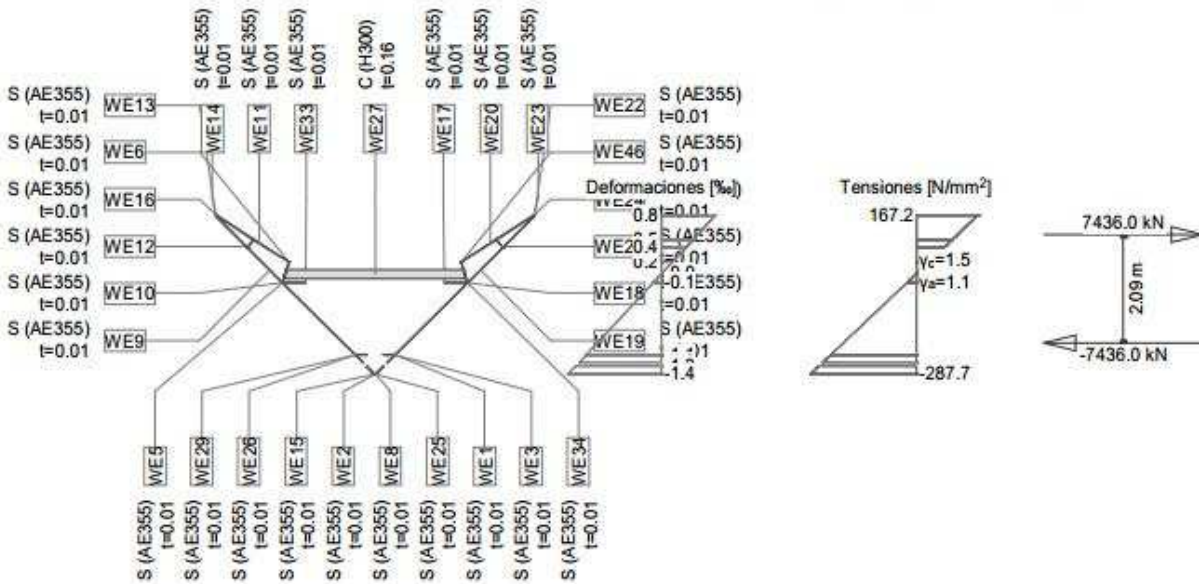 S (AE355)
t=0.01
S (AE355)
t=0.01
S (AE355)
t=0.01
C (H300)
t=0.16
S (AE355)
t=0.01
S (AE355)
t=0.01
S (AE355)
t=0.01
WE14
WE11
WE33
WE27
WE17
WE20
WE23
S (AE355)
t=0.01
WE13
S (AE355)
t=0.01
WE6
S (AE355)
t=0.01
WE16
S (AE355)
t=0.01
WE12
S (AE355)
t=0.01
WE10
S (AE355)
t=0.01
WE9
WE22
S (AE355)
t=0.01
WE46
S (AE355)
t=0.01
t=0.01
S (AE355)
t=0.01
WE18
t=0.01
WE19
S (AE355)
Deformaciones [‰]
0.8
0.4
0.2
-0.1
-1.4
Tensiones [N/mm²]
167.2
γc=1.5
γa=1.1
-287.7
7436.0 kN
2.09 m
-7436.0 kN
WE5
WE29
WE26
WE15
WE2
WE8
WE25
WE1
WE3
WE34
S (AE355)
t=0.01
S (AE355)
t=0.01
S (AE355)
t=0.01
S (AE355)
t=0.01
S (AE355)
t=0.01
S (AE355)
t=0.01
S (AE355)
t=0.01
S (AE355)
t=0.01
S (AE355)
t=0.01
S (AE355)
t=0.01